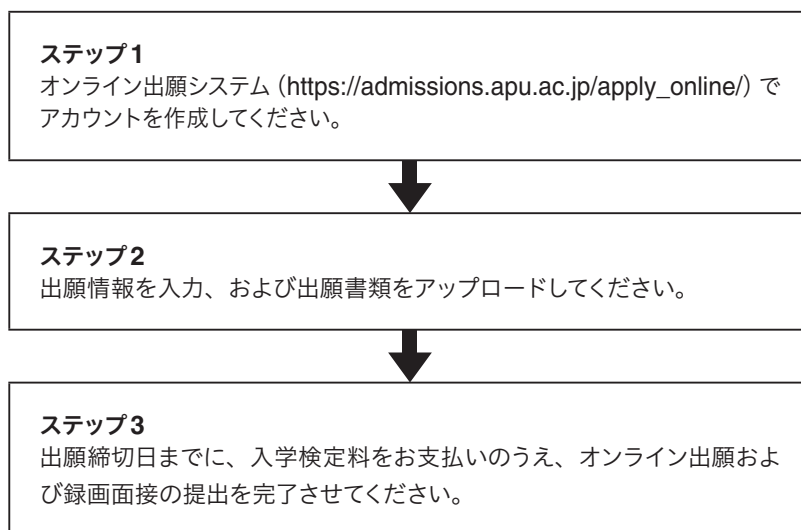 ステップ1
オンライン出願システム（https://admissions.apu.ac.jp/apply_online/）で
アカウントを作成してください。
ステップ2
出願情報を入力、および出願書類をアップロードしてください。
ステップ3
出願締切日までに、入学検定料をお支払いのうえ、オンライン出願およ
び録画面接の提出を完了させてください。